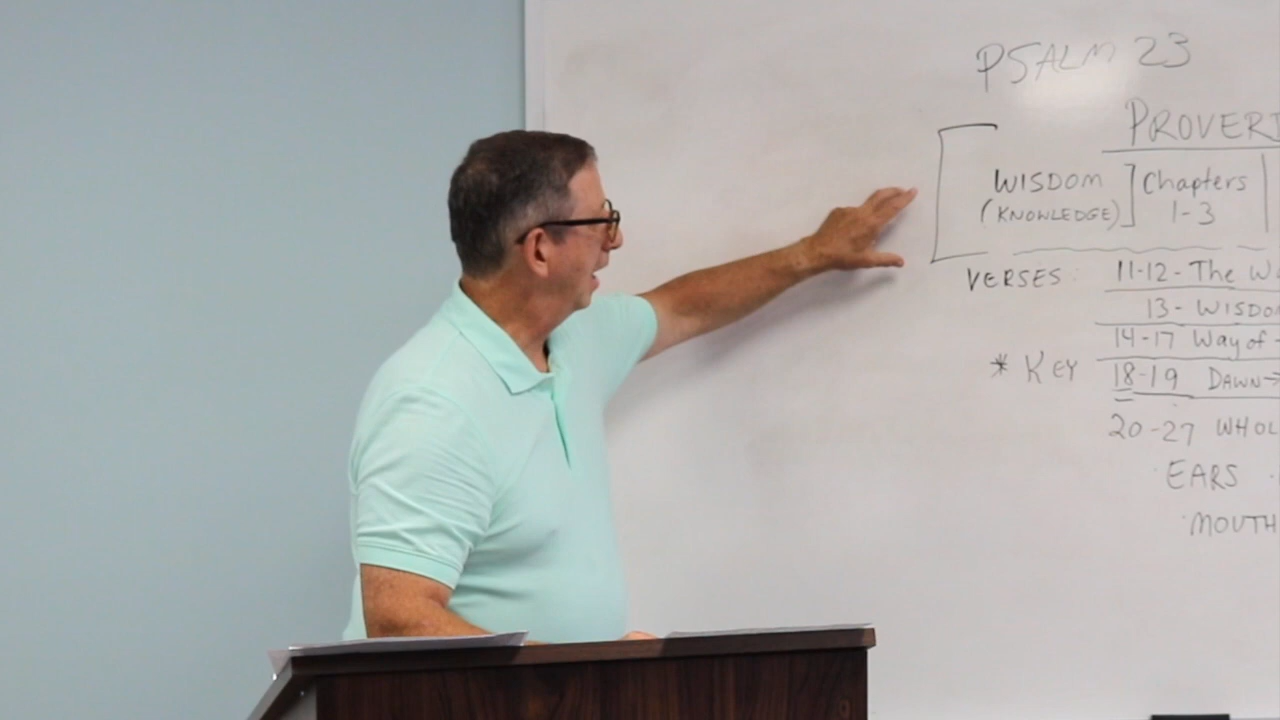 PSALM 23
PROVERB
WISDOM ] Chapters
(KNOWLEDGE) 1-3
VERSES: 11-12 - The
13 - WISDOM
14-17 Way of -
* KEY 18-19 DAWN→
20-27 WHOL
EARS
MOUTH